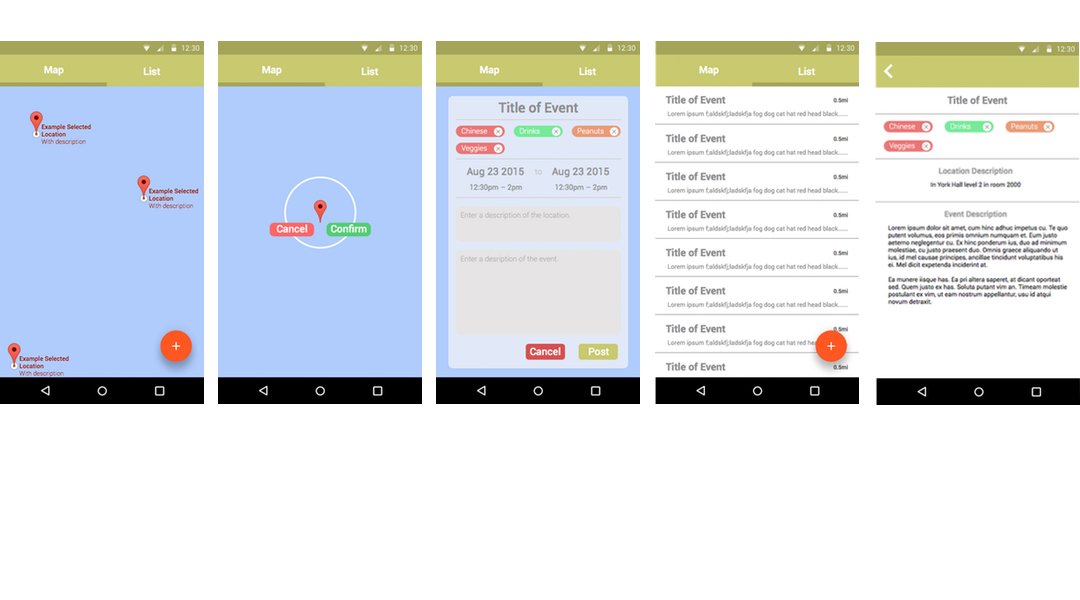 12:30
Map List
Example Selected
Location
With description
Example Selected
Location
With description
Example Selected
Location
With description
+
12:30
Map List
Cancel Confirm
12:30
Map List
Title of Event
Chinese Drinks Peanuts
Veggies
Aug 23 2015 to Aug 23 2015
12:30pm – 2pm 12:30pm – 2pm
Enter a description of the location.
Enter a desription of the event.
Cancel Post
12:30
Map List
Title of Event 0.5mi
Lorem ipsum f;aldskfj;ladskfja fog dog cat hat red head black......
Title of Event 0.5mi
Lorem ipsum f;aldskfj;ladskfja fog dog cat hat red head black......
Title of Event 0.5mi
Lorem ipsum f;aldskfj;ladskfja fog dog cat hat red head black......
Title of Event 0.5mi
Lorem ipsum f;aldskfj;ladskfja fog dog cat hat red head black......
Title of Event 0.5mi
Lorem ipsum f;aldskfj;ladskfja fog dog cat hat red head black......
Title of Event 0.5mi
Lorem ipsum f;aldskfj;ladskfja fog dog cat hat red head black......
Title of Event 0.5mi
Lorem ipsum f;aldskfj;ladskfja fog dog cat hat red hea
Title of Event 0.5mi
+
12:30
Title of Event
Chinese Drinks Peanuts
Veggies
Location Description
In York Hall level 2 in room 2000
Event Description
Lorem ipsum dolor sit amet, cum hinc adhuc impetus te. Te quo
putent volumus, eos primis omnium numquam et. Eum justo
aeterno neglegentur cu. Ex hinc ponderum ius, duo ad minimum
molestiae, cu justo praesent duo. Omnis graece aliquando ut
ius, id mel causae principes, ancillae tincidunt voluptatibus his
ei. Mel dicit expetenda inciderint at.
Ea munere iisque has. Ea pri altera saperet, at dicant oporteat
sed. Quem justo ex has. Soluta putant vim an. Timeam molestie
postulant ex vim, ut eam nostrum appellantur, usu id atqui
novum detraxit.